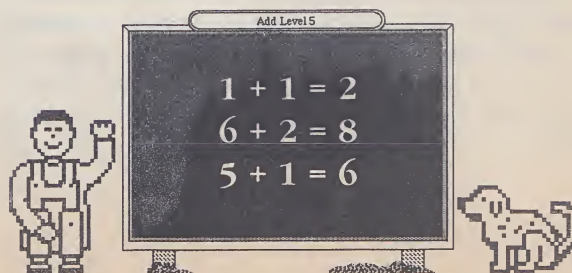 Add Level 5
1 + 1 = 2
6 + 2 = 8
5 + 1 = 6